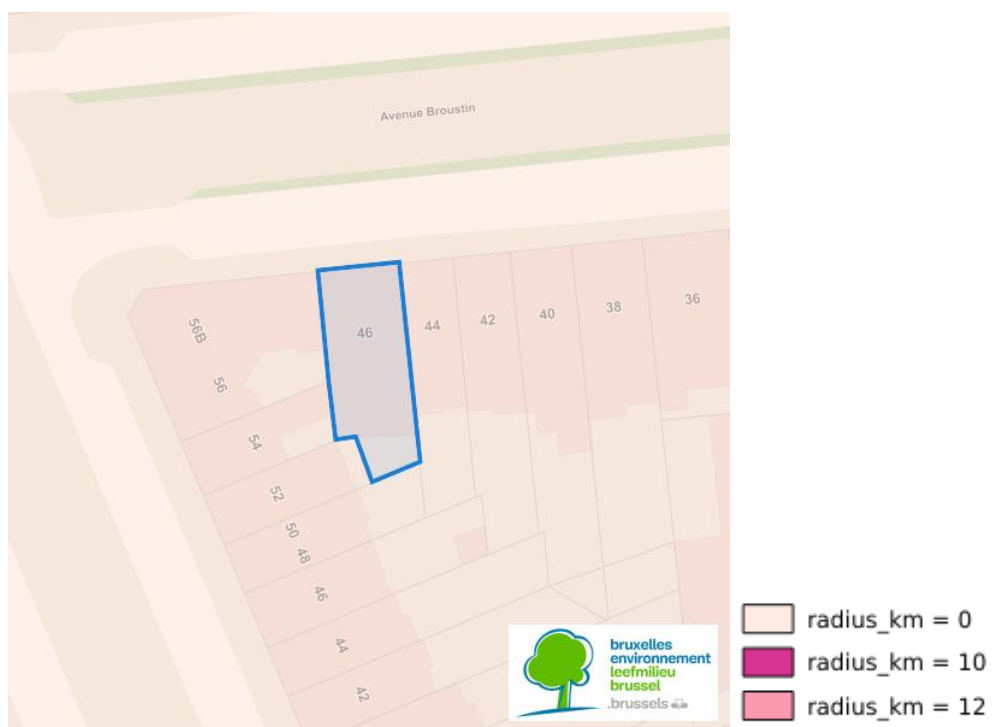 Avenue Broustin
36
38
40
42
44
46
56B
56
54
52
50
48
46
44
42
bruxelles
environnement
leefmilieu
brussel
.brussels
radius_km = 0
radius_km = 10
radius_km = 12